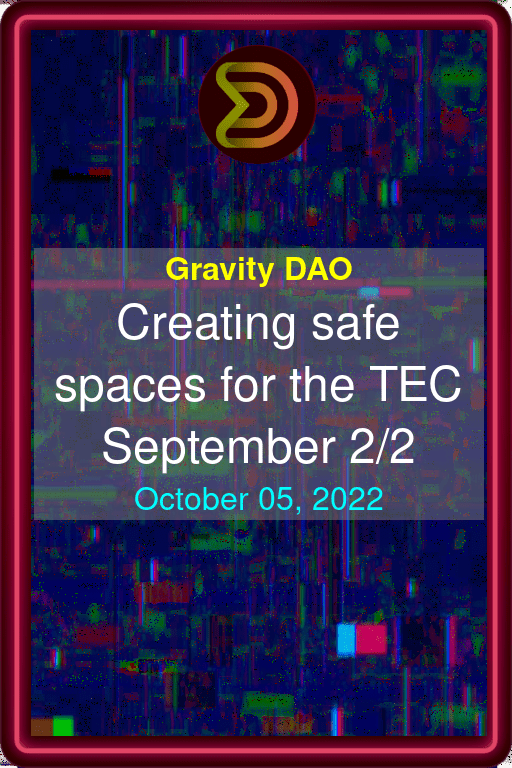 Gravity DAO
Creating safe
spaces for the TEC
September 2/2
October 05, 2022